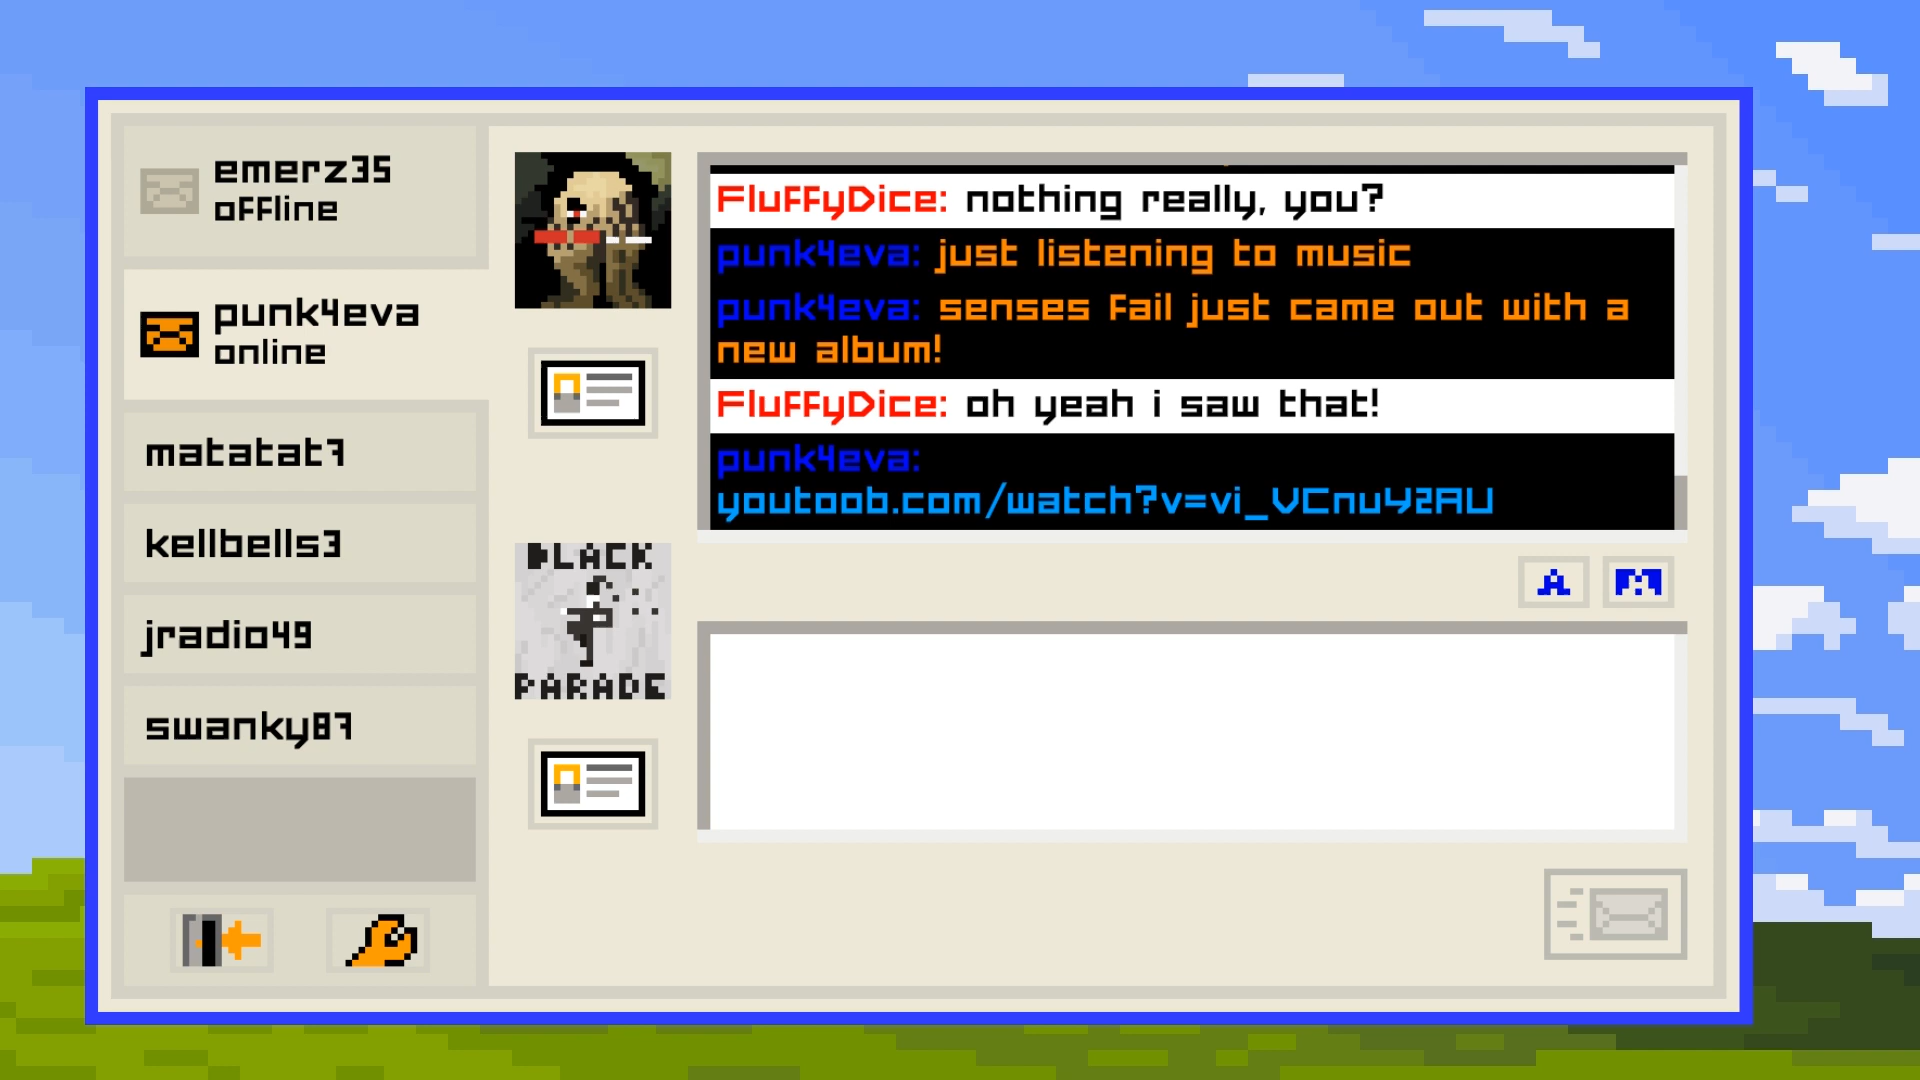 emerz35
offline
punk4eva
online
matatat7
kellbells3
jradio49
swanky87
FluffyDice: nothing really, you?
punk4eva: just listening to music
punk4eva: senses fail just came out with a
new album!
FluffyDice: oh yeah i saw that!
punk4eva:
youtoob.com/watch?v=vi_VCnuY2AU
BLACK
PARADE
A M